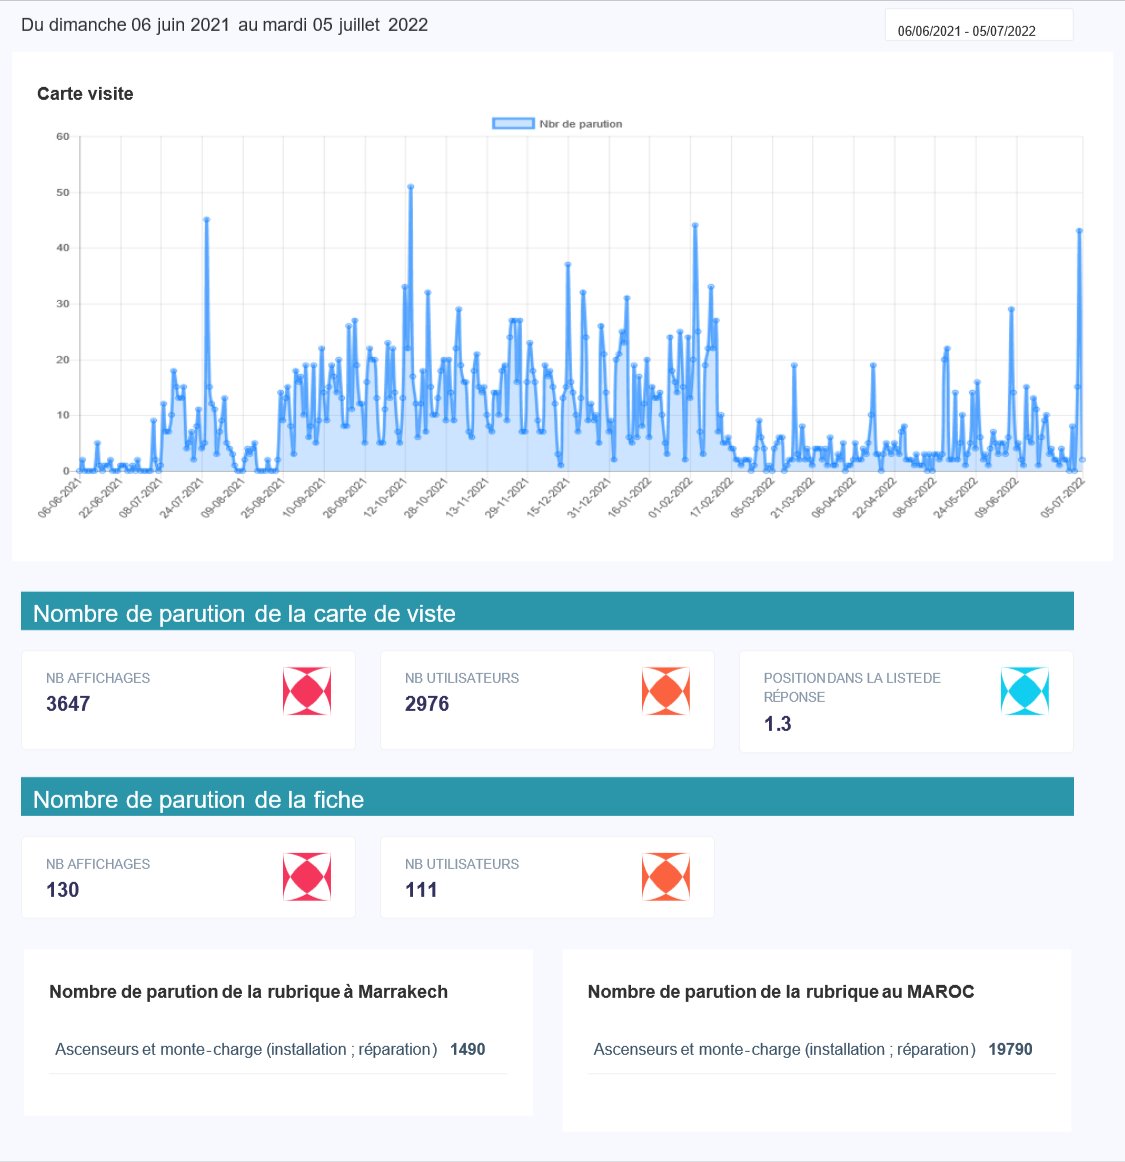 Du dimanche 06 juin 2021 au mardi 05 juillet 2022
06/06/2021 - 05/07/2022
Carte visite
Nbr de parution
60
50
40
30
20
10
0
06-06-2021
22-06-2021
08-07-2021
24-07-2021
09-08-2021
25-08-2021
10-09-2021
26-09-2021
12-10-2021
28-10-2021
13-11-2021
29-11-2021
15-12-2021
31-12-2021
16-01-2022
01-02-2022
17-02-2022
05-03-2022
21-03-2022
06-04-2022
22-04-2022
08-05-2022
24-05-2022
09-06-2022
05-07-2022
Nombre de parution de la carte de viste
NB AFFICHAGES
3647
NB UTILISATEURS
2976
POSITION DANS LA LISTE DE
RÉPONSE
1.3
Nombre de parution de la fiche
NB AFFICHAGES
130
NB UTILISATEURS
111
Nombre de parution de la rubrique à Marrakech
Ascenseurs et monte-charge (installation ; réparation) 1490
Nombre de parution de la rubrique au MAROC
Ascenseurs et monte-charge (installation ; réparation) 19790